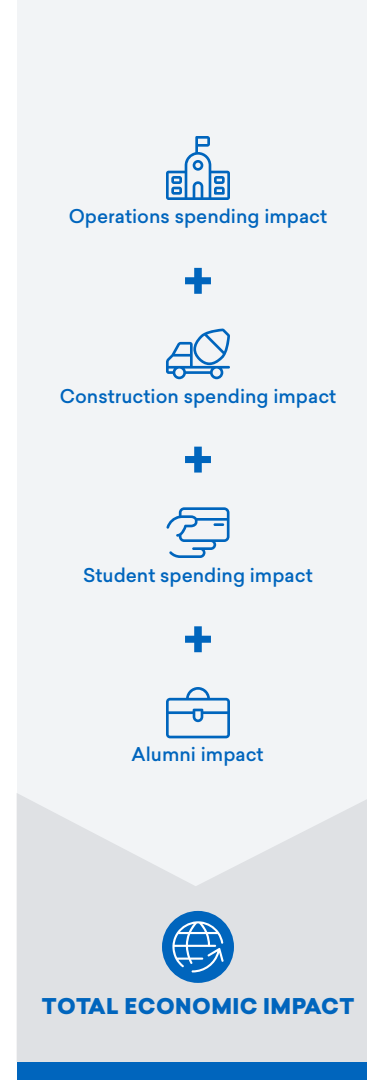 Operations spending impact
+
Construction spending impact
+
Student spending impact
+
Alumni impact
TOTAL ECONOMIC IMPACT